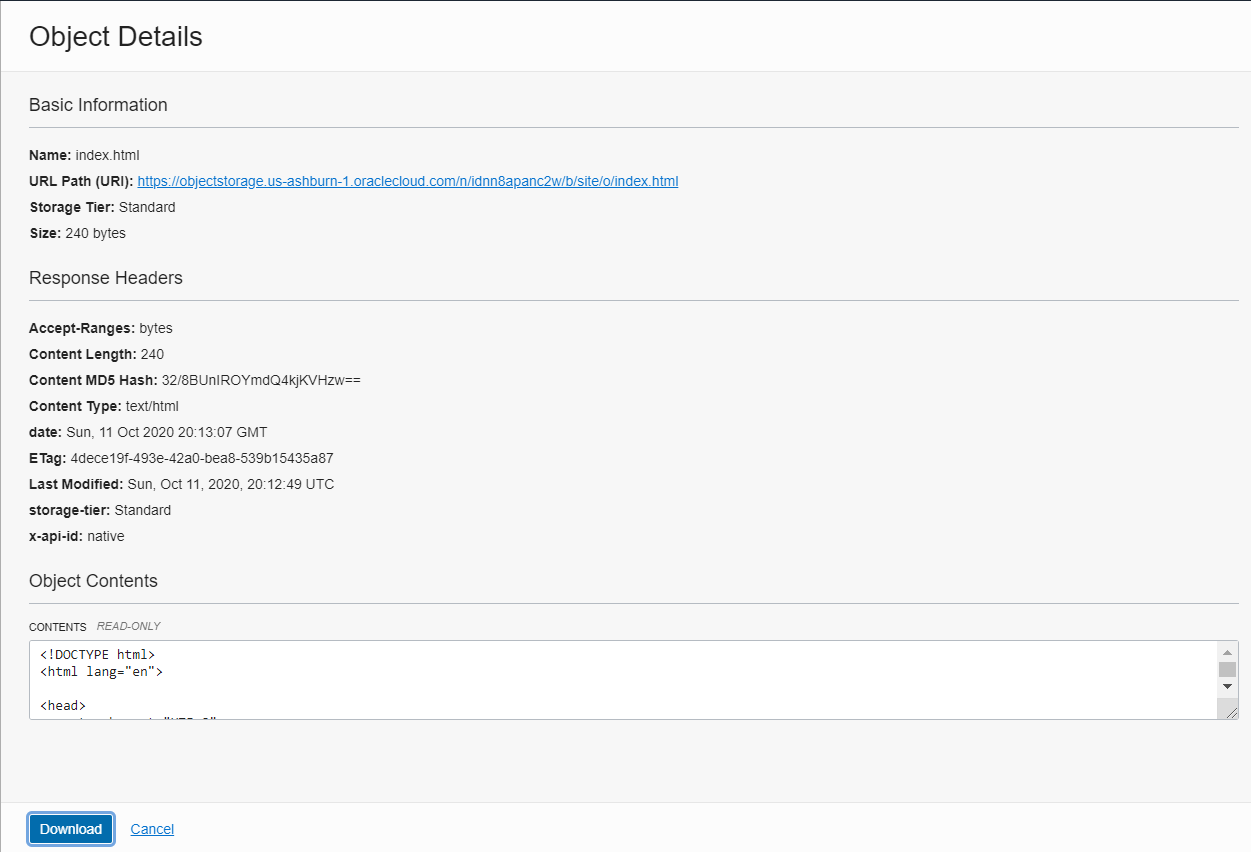 Object Details
Basic Information
Name: index.html
URL Path (URI): https://objectstorage.us-ashburn-1.oraclecloud.com/n/idnn8apanc2w/b/site/o/index.html
Storage Tier: Standard
Size: 240 bytes
Response Headers
Accept-Ranges: bytes
Content Length: 240
Content MD5 Hash: 32/8BUnIROYmdQ4kjKVHzw==
Content Type: text/html
date: Sun, 11 Oct 2020 20:13:07 GMT
ETag: 4dece19f-493e-42a0-bea8-539b15435a87
Last Modified: Sun, Oct 11, 2020, 20:12:49 UTC
storage-tier: Standard
x-api-id: native
Object Contents
CONTENTS READ-ONLY
<!DOCTYPE html>
<html lang="en">
<head>
Download Cancel